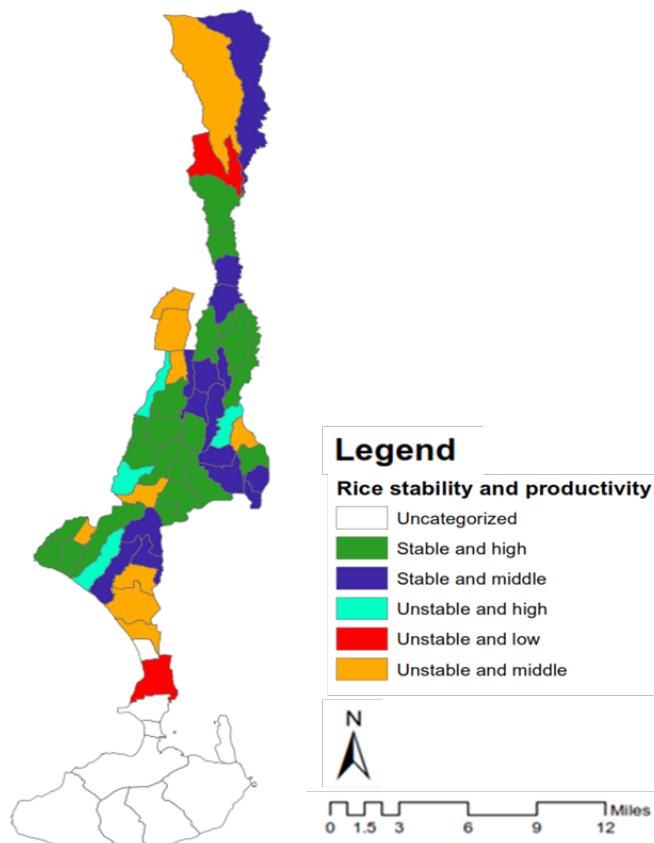 Legend
Rice stability and productivity
Uncategorized
Stable and high
Stable and middle
Unstable and high
Unstable and low
Unstable and middle
N
Miles
0 1.5 3 6 9 12